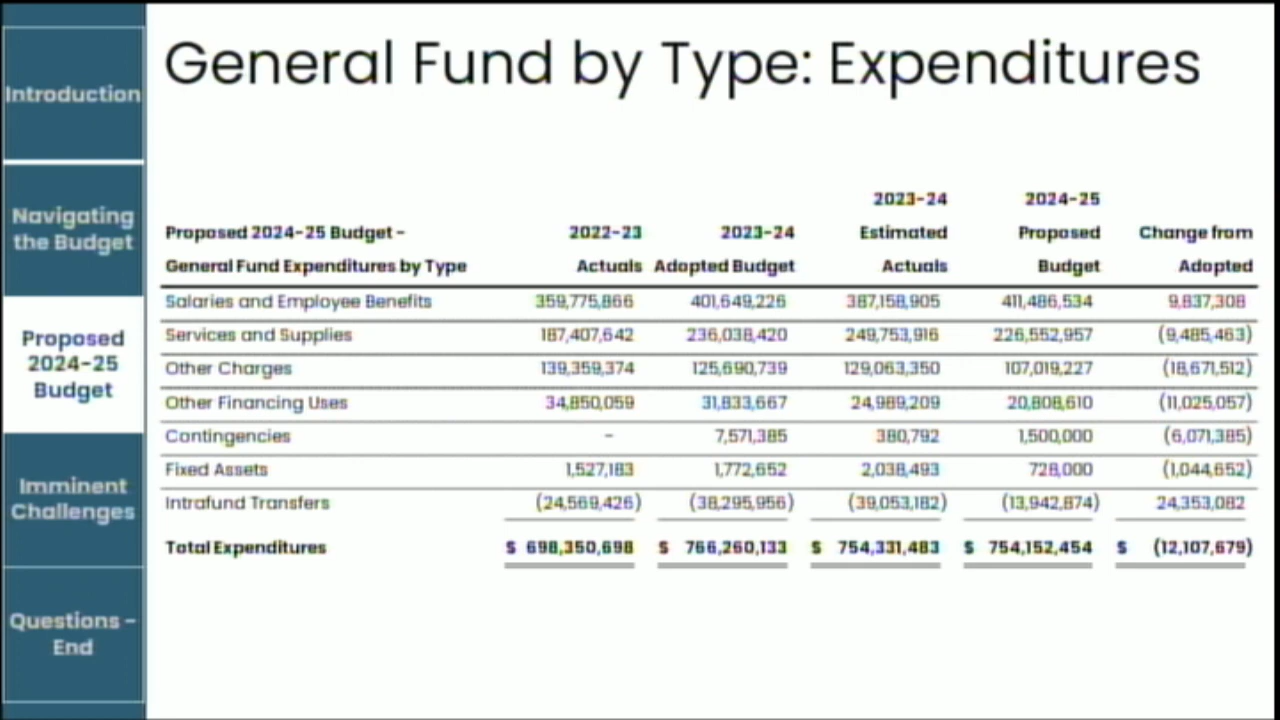 General Fund by Type: Expenditures
Introduction
Navigating
the Budget
Proposed
2024-25
Budget
Imminent
Challenges
Questions -
End
2023-24 2024-25
Proposed 2024-25 Budget - 2022-23 2023-24 Estimated Proposed Change from
General Fund Expenditures by Type Actuals Adopted Budget Actuals Budget Adopted
Salaries and Employee Benefits 359,775,866 401,649,226 387,158,905 411,486,534 9,837,308
Services and Supplies 187,407,642 236,038,420 249,753,916 226,552,957 (9,485,463)
Other Charges 139,359,374 125,690,739 129,063,350 107,019,227 (18,671,512)
Other Financing Uses 34,850,059 31,833,667 24,989,209 20,808,610 (11,025,057)
Contingencies - 7,571,385 380,792 1,500,000 (6,071,385)
Fixed Assets 1,527,183 1,772,652 2,038,493 728,000 (1,044,652)
Intrafund Transfers (24,569,426) (38,295,956) (39,053,182) (13,942,874) 24,353,082
Total Expenditures $ 698,350,698 $ 766,260,133 $ 754,331,483 $ 754,152,454 $ (12,107,679)